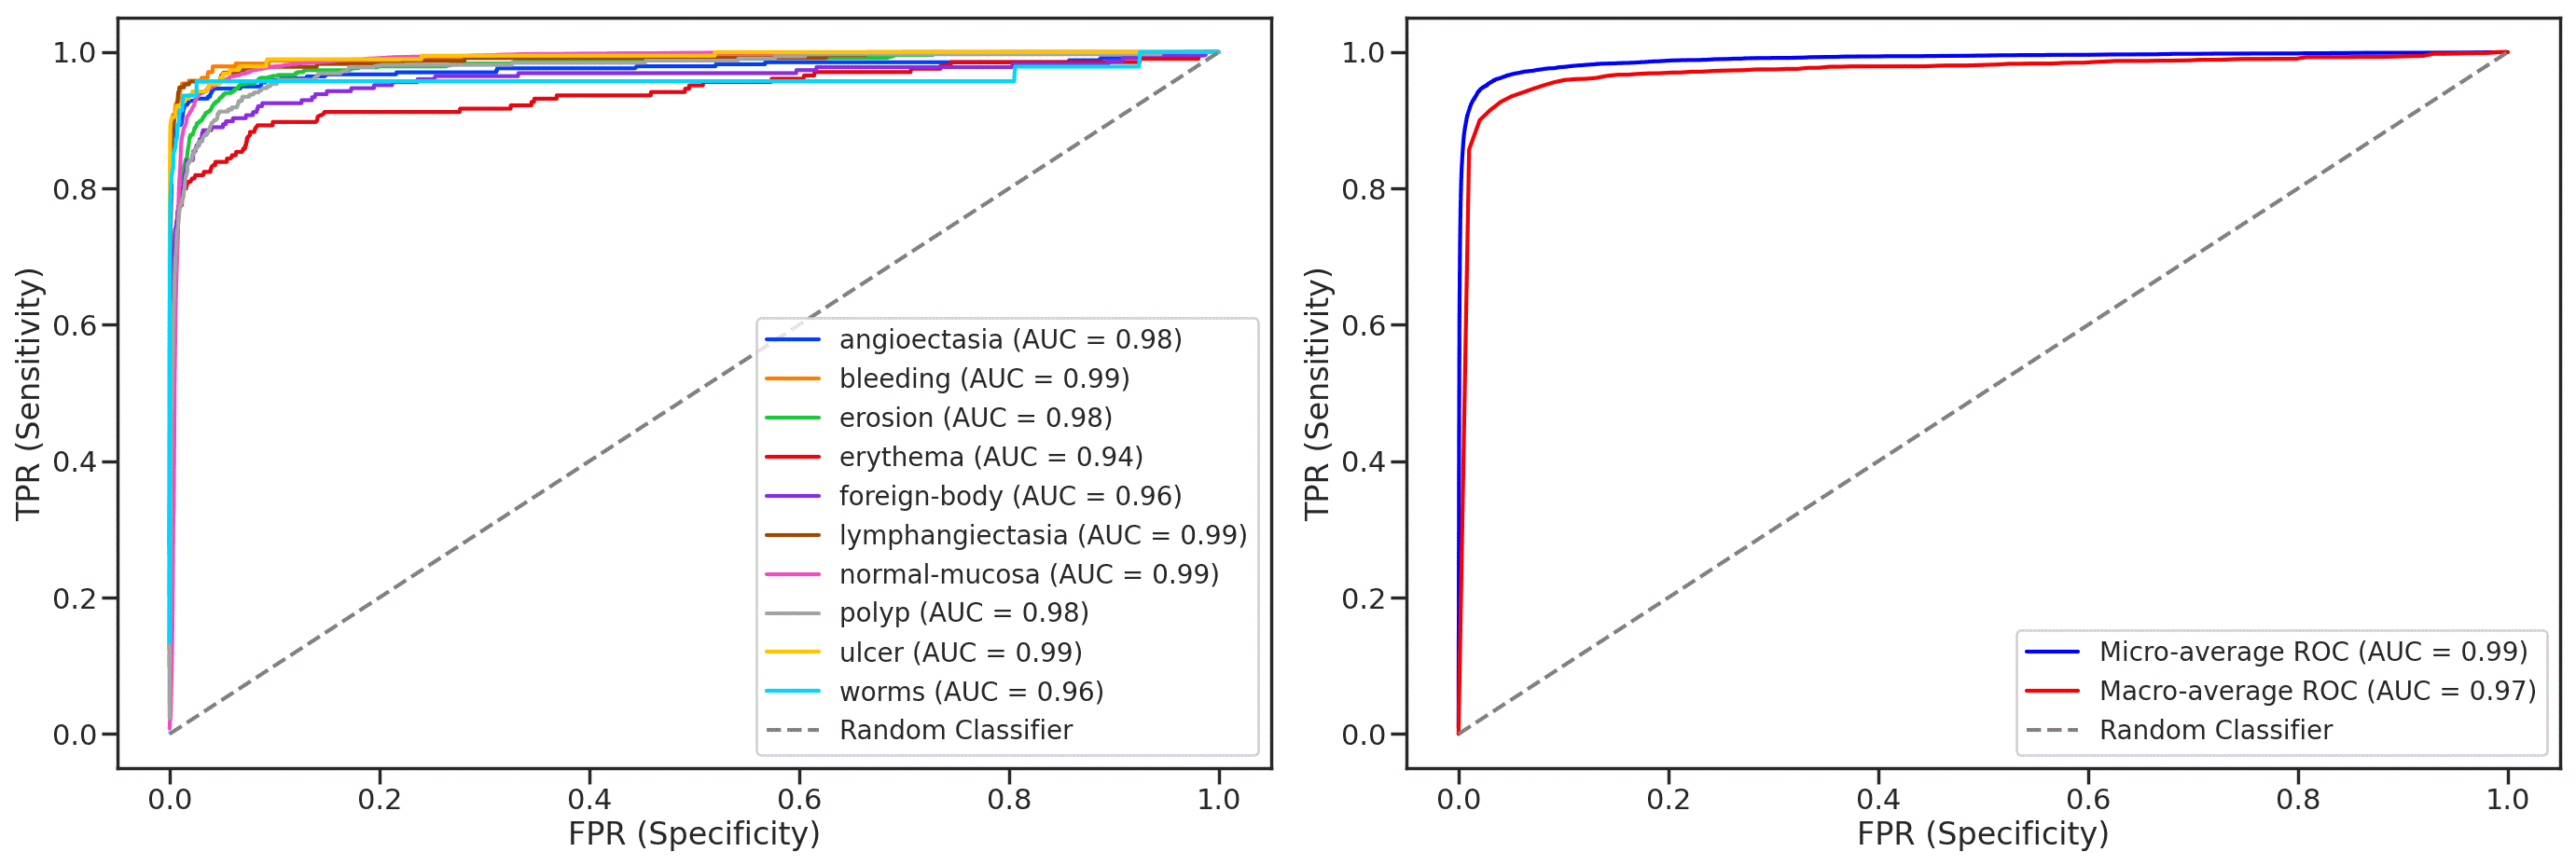 TPR (Sensitivity)
1.0
0.8
0.6
0.4
0.2
0.0
angioectasia (AUC = 0.98)
bleeding (AUC = 0.99)
erosion (AUC = 0.98)
erythema (AUC = 0.94)
foreign-body (AUC = 0.96)
lymphangiectasia (AUC = 0.99)
normal-mucosa (AUC = 0.99)
polyp (AUC = 0.98)
ulcer (AUC = 0.99)
worms (AUC = 0.96)
Random Classifier
0.0 0.2 0.4 0.6 0.8 1.0
FPR (Specificity)
TPR (Sensitivity)
1.0
0.8
0.6
0.4
0.2
0.0
Micro-average ROC (AUC = 0.99)
Macro-average ROC (AUC = 0.97)
Random Classifier
0.0 0.2 0.4 0.6 0.8 1.0
FPR (Specificity)